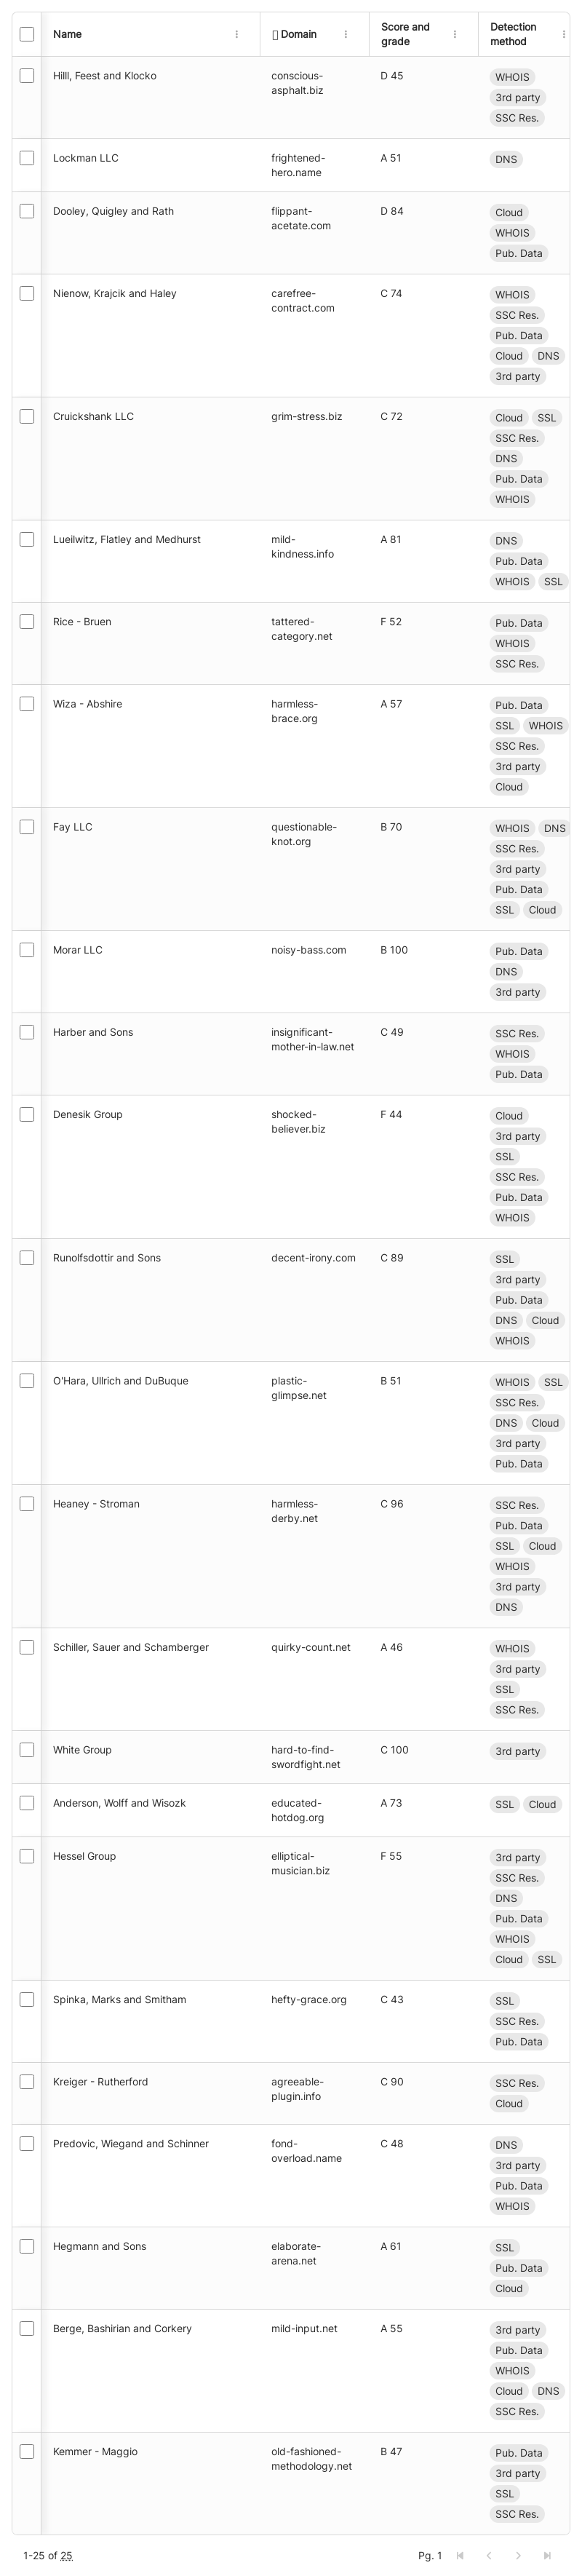 Name Domain Score and grade Detection method
Hilll, Feest and Klocko conscious-asphalt.biz D 45 WHOIS
3rd party
SSC Res.
Lockman LLC frightened-hero.name A 51 DNS
Dooley, Quigley and Rath flippant-acetate.com D 84 Cloud
WHOIS
Pub. Data
Nienow, Krajcik and Haley carefree-contract.com C 74 WHOIS
SSC Res.
Pub. Data
Cloud DNS
3rd party
Cruickshank LLC grim-stress.biz C 72 Cloud SSL
SSC Res.
DNS
Pub. Data
WHOIS
Lueilwitz, Flatley and Medhurst mild-kindness.info A 81 DNS
Pub. Data
WHOIS SSL
Rice - Bruen tattered-category.net F 52 Pub. Data
WHOIS
SSC Res.
Wiza - Abshire harmless-brace.org A 57 Pub. Data
SSL WHOIS
SSC Res.
3rd party
Cloud
Fay LLC questionable-knot.org B 70 WHOIS DNS
SSC Res.
3rd party
Pub. Data
SSL Cloud
Morar LLC noisy-bass.com B 100 Pub. Data
DNS
3rd party
Harber and Sons insignificant-mother-in-law.net C 49 SSC Res.
WHOIS
Pub. Data
Denesik Group shocked-believer.biz F 44 Cloud
3rd party
SSL
SSC Res.
Pub. Data
WHOIS
Runolfsdottir and Sons decent-irony.com C 89 SSL
3rd party
Pub. Data
DNS Cloud
WHOIS
O'Hara, Ullrich and DuBuque plastic-glimpse.net B 51 WHOIS SSL
SSC Res.
DNS Cloud
3rd party
Pub. Data
Heaney - Stroman harmless-derby.net C 96 SSC Res.
Pub. Data
SSL Cloud
WHOIS
3rd party
DNS
Schiller, Sauer and Schamberger quirky-count.net A 46 WHOIS
3rd party
SSL
SSC Res.
White Group hard-to-find-swordfight.net C 100 3rd party
Anderson, Wolff and Wisozk educated-hotdog.org A 73 SSL Cloud
Hessel Group elliptical-musician.biz F 55 3rd party
SSC Res.
DNS
Pub. Data
WHOIS
Cloud SSL
Spinka, Marks and Smitham hefty-grace.org C 43 SSL
SSC Res.
Pub. Data
Kreiger - Rutherford agreeable-plugin.info C 90 SSC Res.
Cloud
Predovic, Wiegand and Schinner fond-overload.name C 48 DNS
3rd party
Pub. Data
WHOIS
Hegmann and Sons elaborate-arena.net A 61 SSL
Pub. Data
Cloud
Berge, Bashirian and Corkery mild-input.net A 55 3rd party
Pub. Data
WHOIS
Cloud DNS
SSC Res.
Kemmer - Maggio old-fashioned-methodology.net B 47 Pub. Data
3rd party
SSL
SSC Res.
1-25 of 25 Pg. 1